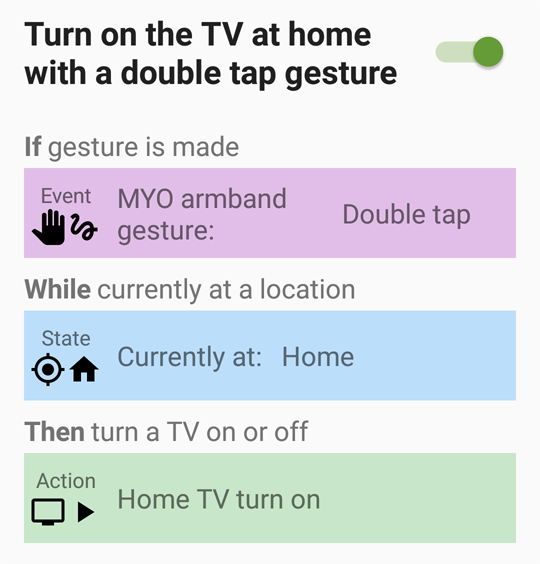 Turn on the TV at home
with a double tap gesture
If gesture is made
Event
MYO armband
gesture:
Double tap
While currently at a location
State
Currently at: Home
Then turn a TV on or off
Action
Home TV turn on